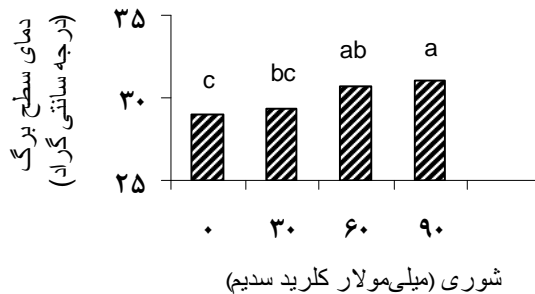 دمای سطح برگ
(درجه سانتی گراد)
۳۵
۳۰
۲۵
c bc ab a
۰ ۳۰ ۶۰ ۹۰
شوری (میلی‌مولار کلرید سدیم)